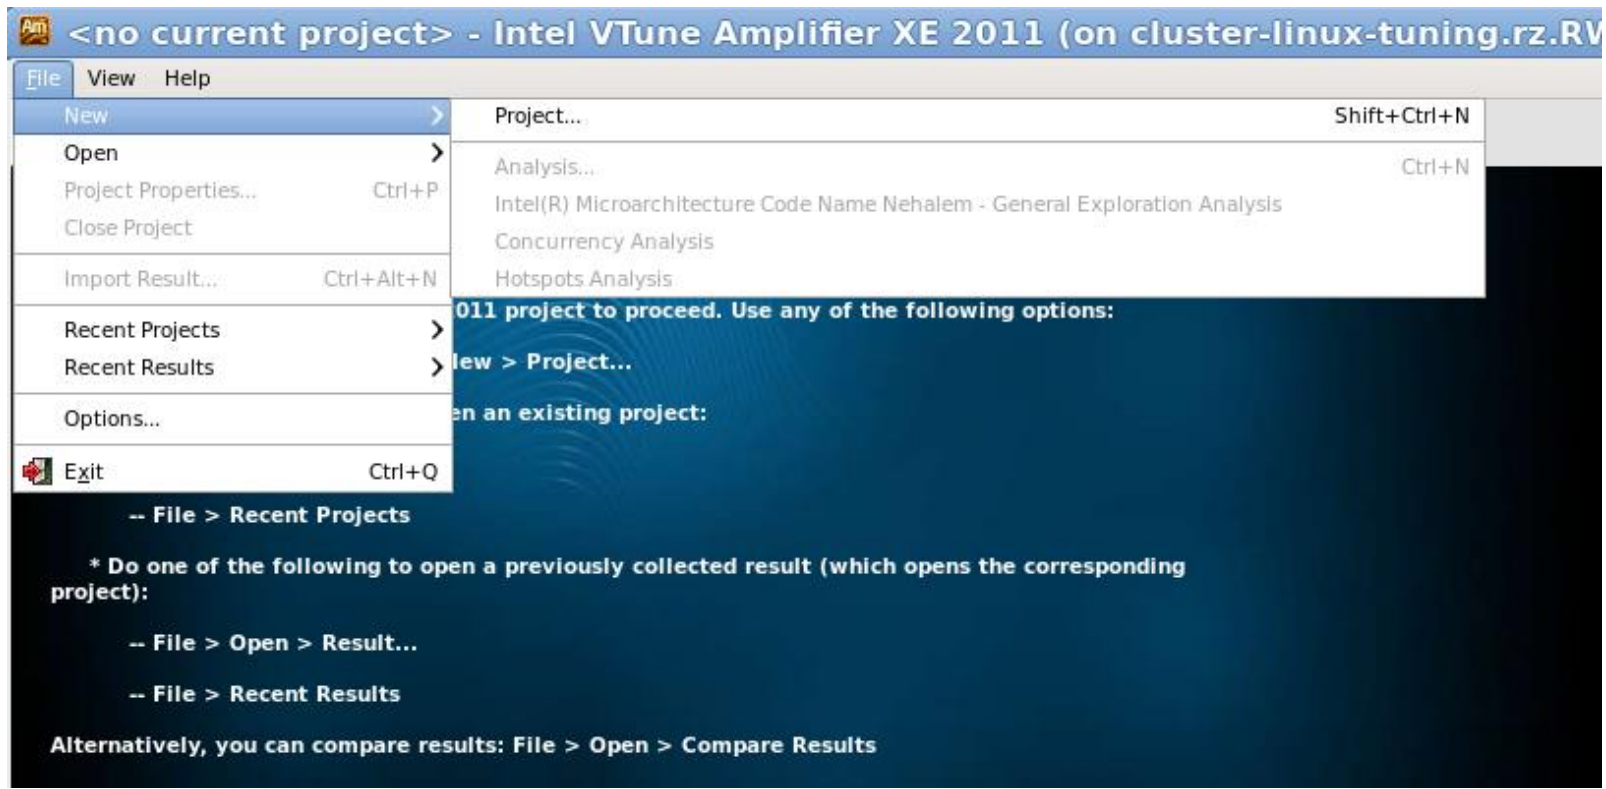 Am <no current project> - Intel VTune Amplifier XE 2011 (on cluster-linux-tuning.rz.RW
File View Help
New
Open
Project Properties... Ctrl+P
Close Project
Import Result... Ctrl+Alt+N
Recent Projects
Recent Results
Options...
Exit Ctrl+Q
Project... Shift+Ctrl+N
Analysis... Ctrl+N
Intel(R) Microarchitecture Code Name Nehalem - General Exploration Analysis
Concurrency Analysis
Hotspots Analysis
011 project to proceed. Use any of the following options:
ew > Project...
en an existing project:
-- File > Recent Projects
* Do one of the following to open a previously collected result (which opens the corresponding
project):
-- File > Open > Result...
-- File > Recent Results
Alternatively, you can compare results: File > Open > Compare Results